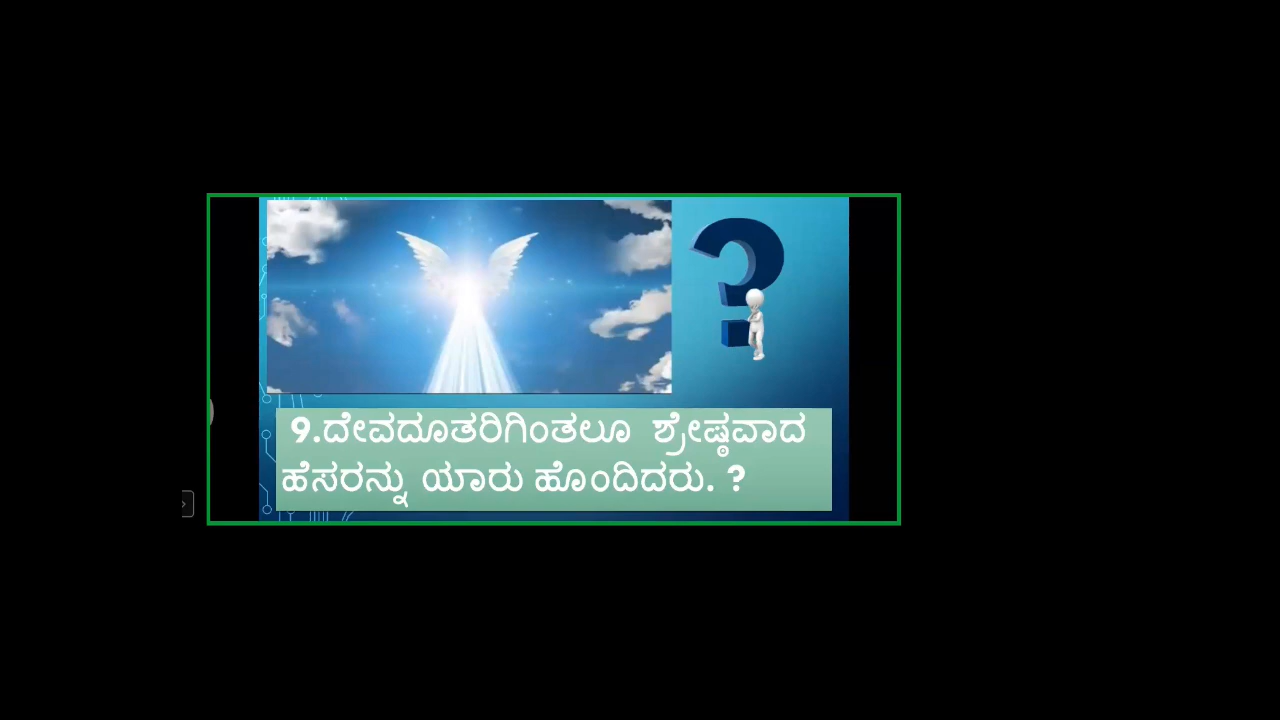 9.ದೇವದೂತರಿಗಿಂತಲೂ ಶ್ರೇಷ್ಠವಾದ
ಹೆಸರನ್ನು ಯಾರು ಹೊಂದಿದರು. ?